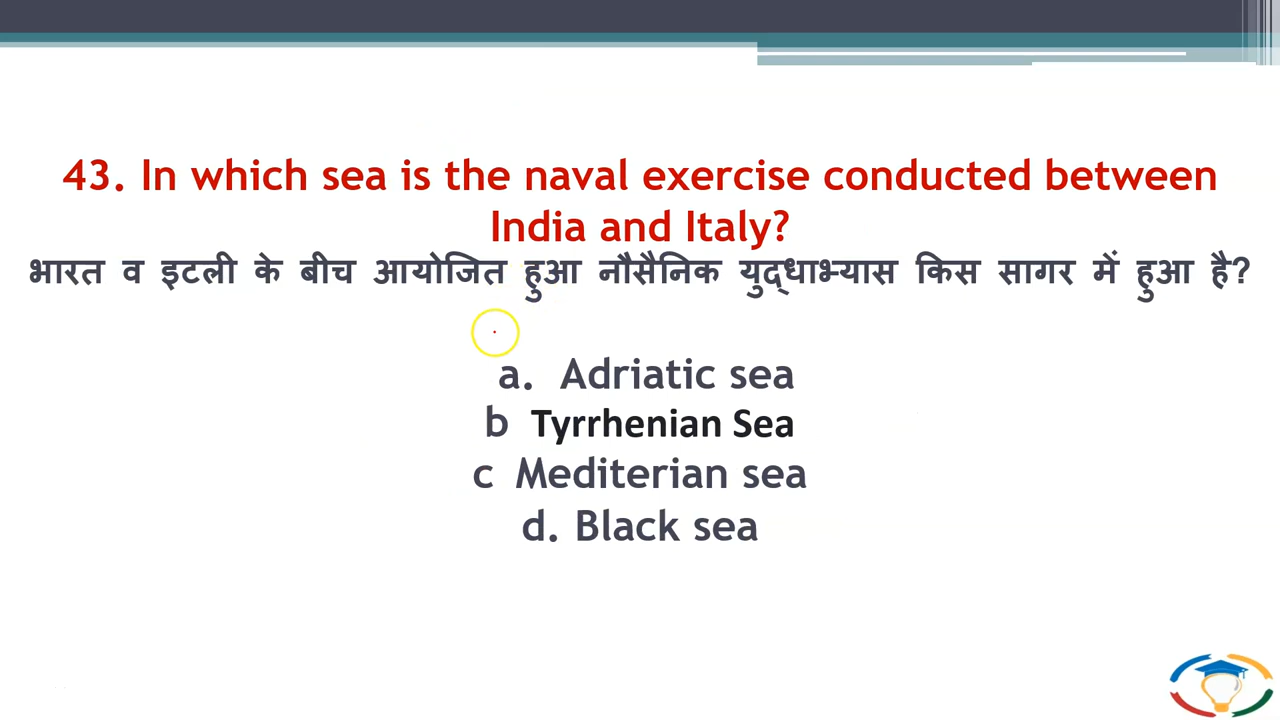 43. In which sea is the naval exercise conducted between
India and Italy?
भारत व इटली के बीच आयोजित हुआ नौसैनिक युद्धाभ्यास किस सागर में हुआ है?
a. Adriatic sea
b Tyrrhenian Sea
c Mediterian sea
d. Black sea